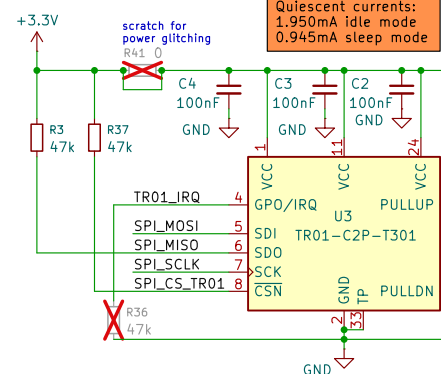 Quiescent currents:
1.950mA idle mode
0.945mA sleep mode
+3.3V
scratch for
power glitching
R41 0
C4
100nF
GND
C3
100nF
GND
C2
100nF
GND
R3
47k
R37
47k
1
VCC
11
VCC
24
VCC
TR01_IRQ 4 GPO/IRQ
PULLUP
U3
SPI_MOSI 5 SDI
TR01-C2P-T301
SPI_MISO 6 SDO
SPI_SCLK 7 SCK
SPI_CS_TR01 8 CSN
PULLDN
GND
2
TP
33
R36
47k
GND